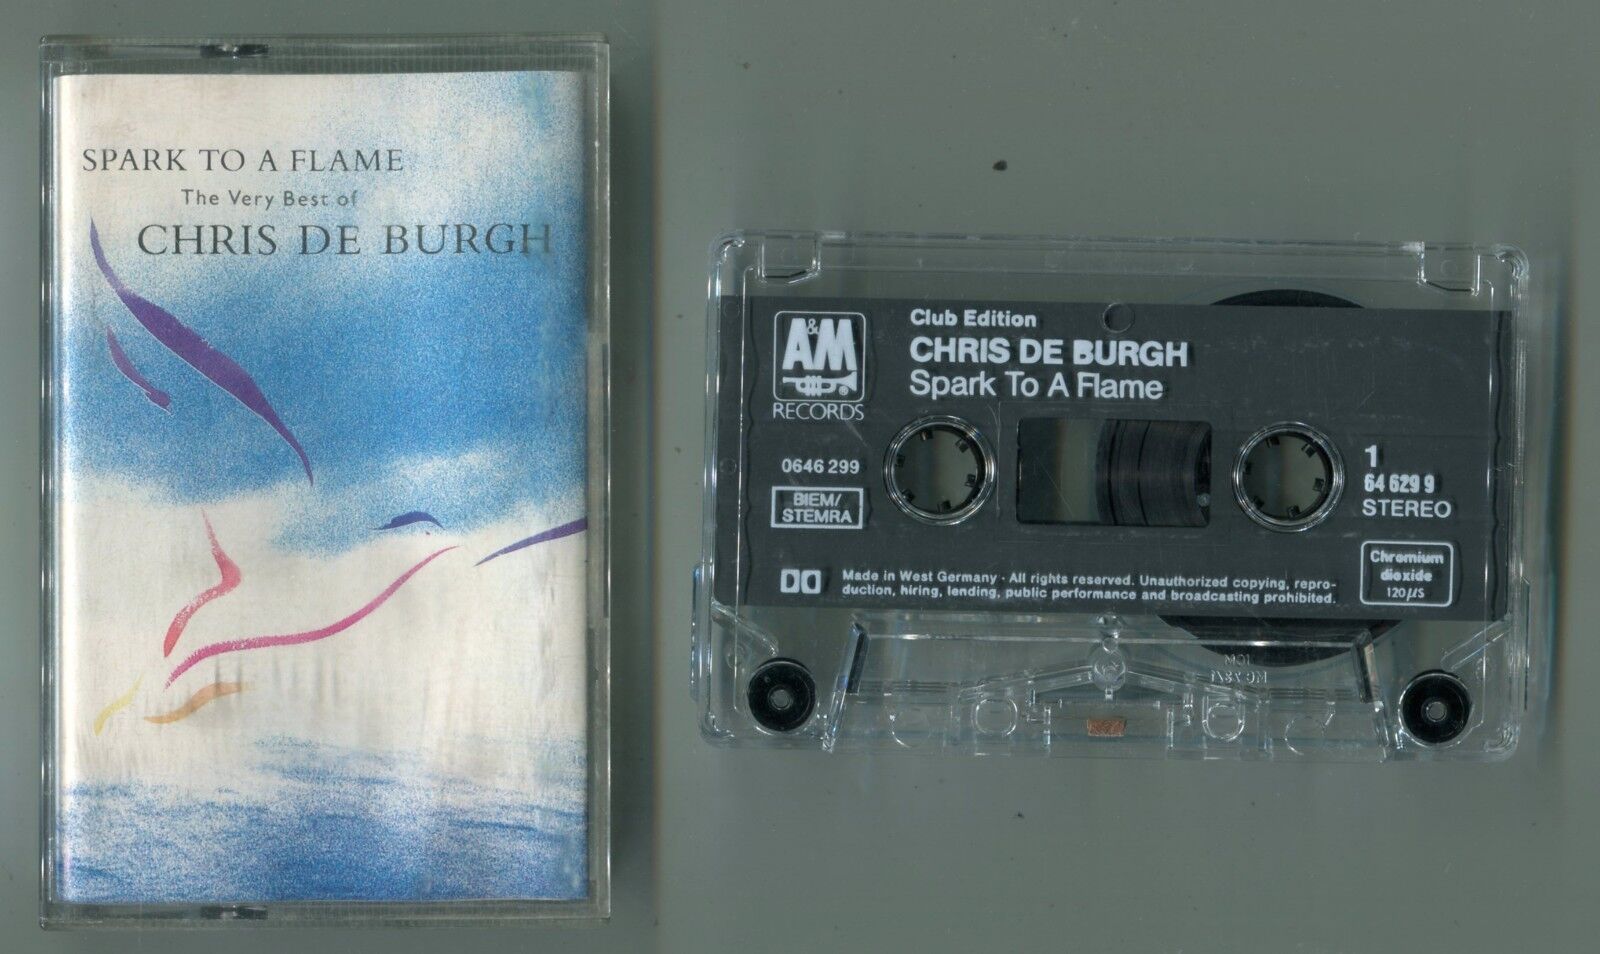 SPARK TO A FLAME
The Very Best of
CHRIS DE BURGH
A&M
RECORDS
Club Edition
CHRIS DE BURGH
Spark To A Flame
0646 299
BIEM/
STEMRA
1
64 629 9
STEREO
Chromium
dioxide
120 µS
Made in West Germany · All rights reserved. Unauthorized copying, repro-
duction, hiring, lending, public performance and broadcasting prohibited.